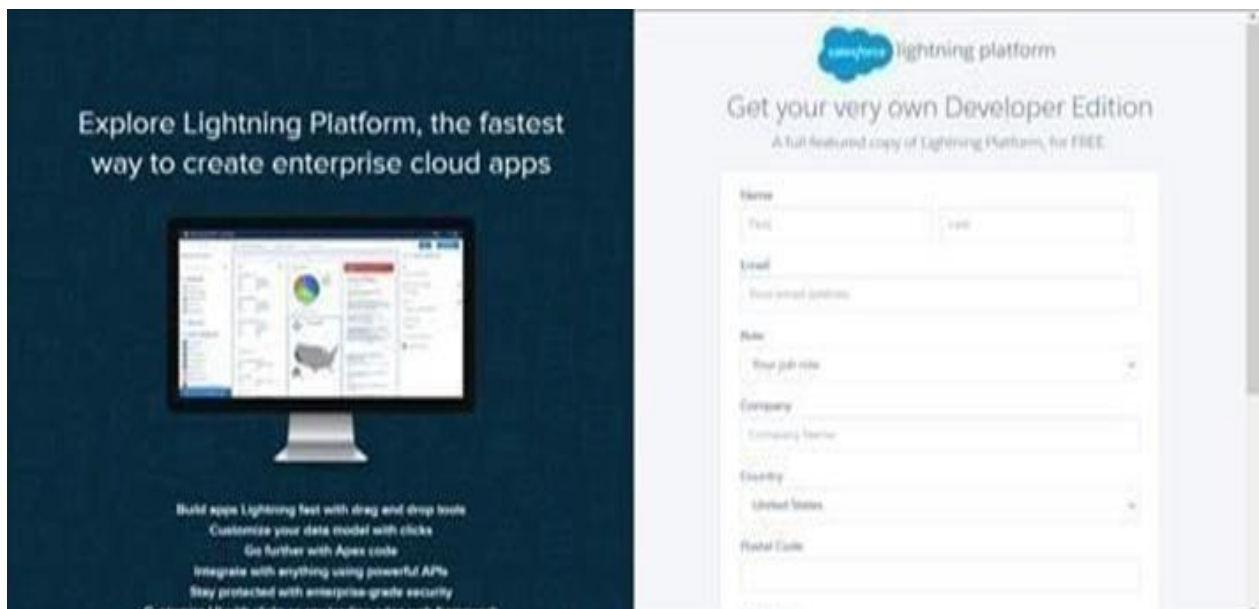 Explore Lightning Platform, the fastest
way to create enterprise cloud apps
Build apps Lightning fast with drag and drop tools
Customize your data model with clicks
Go further with Apex code
Integrate with anything using powerful APIs
Stay protected with enterprise-grade security
salesforce lightning platform
Get your very own Developer Edition
A full featured copy of Lightning Platform, for FREE.
Name
First Last
Email
Your email address
Role
Your job role
Company
Company Name
Country
United States
Postal Code